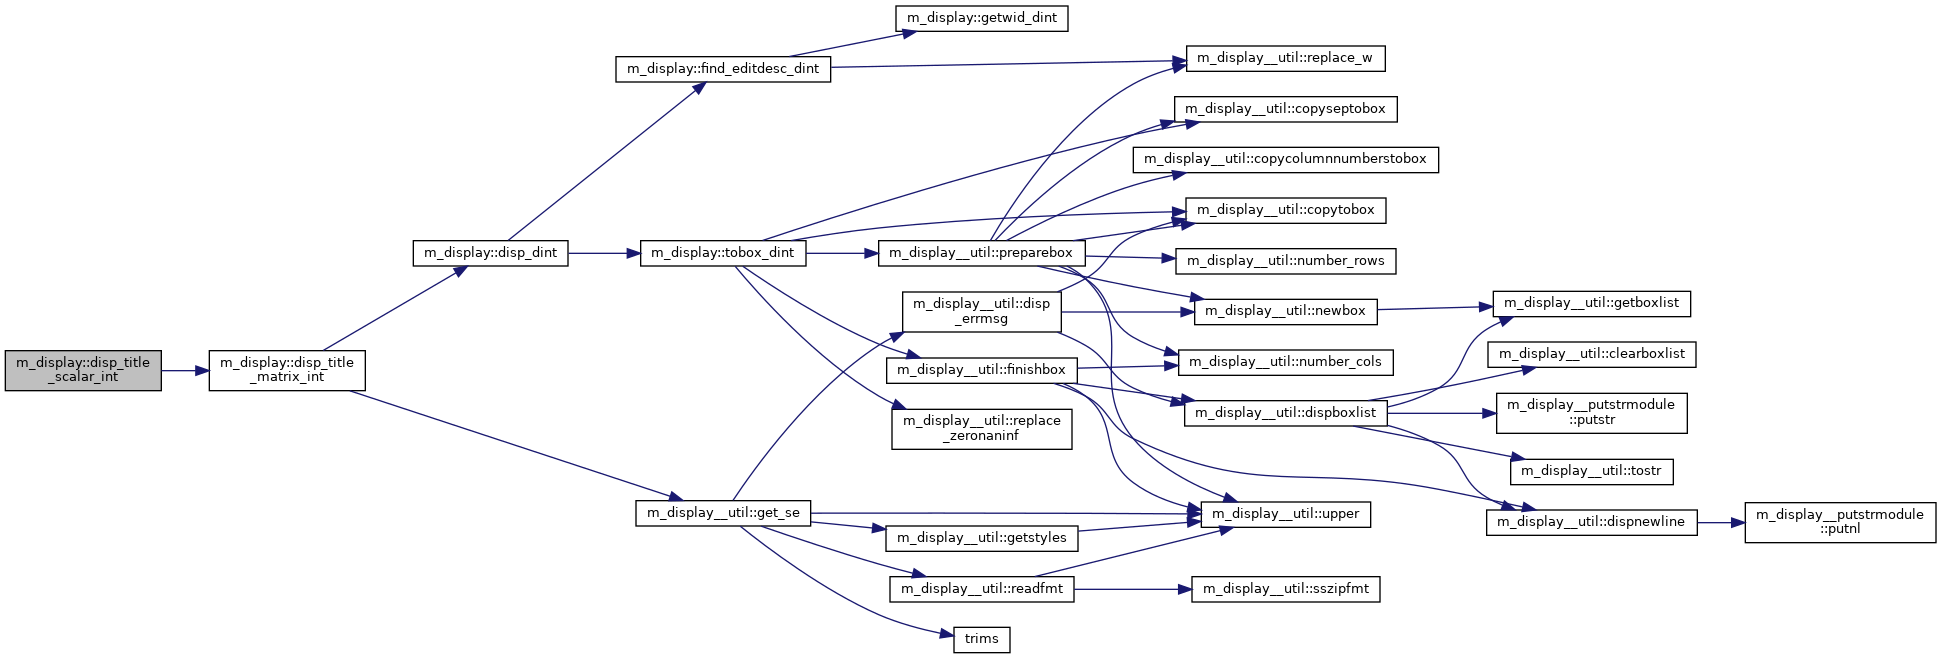 m_display::getwid_dint
m_display::find_editdesc_dint
m_display__util::replace_w
m_display__util::copyseptobox
m_display__util::copycolumnnumberstobox
m_display__util::copytobox
m_display::disp_dint
m_display::tobox_dint
m_display__util::preparebox
m_display__util::number_rows
m_display__util::disp
_errmsg
m_display__util::newbox
m_display__util::getboxlist
m_display::disp_title
_scalar_int
m_display::disp_title
_matrix_int
m_display__util::finishbox
m_display__util::number_cols
m_display__util::clearboxlist
m_display__util::replace
_zeronaninf
m_display__util::dispboxlist
m_display__putstrmodule
::putstr
m_display__util::tostr
m_display__util::get_se
m_display__util::getstyles
m_display__util::upper
m_display__util::dispnewline
m_display__putstrmodule
::putnl
m_display__util::readfmt
m_display__util::sszipfmt
trims